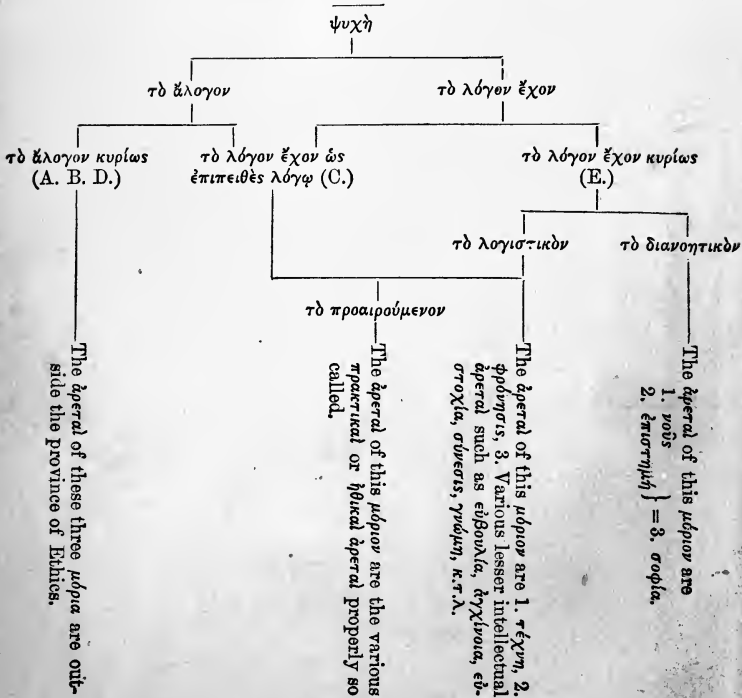 ψυχὴ
τὸ ἄλογον
τὸ λόγον ἔχον
τὸ ἄλογον κυρίως
(A. B. D.)
τὸ λόγον ἔχον ὡς
ἐπιπειθὲς λόγῳ (C.)
τὸ λόγον ἔχον κυρίως
(E.)
τὸ λογιστικὸν
τὸ διανοητικὸν
τὸ προαιρούμενον
The ἀρεταὶ of these three μόρια are out-
side the province of Ethics.
The ἀρεταὶ of this μόριον are the various
πρακτικαὶ or ἠθικαὶ ἀρεταὶ properly so
called.
The ἀρεταὶ of this μόριον are 1. τέχνη, 2.
φρόνησις, 3. Various lesser intellectual
ἀρεταὶ such as εὐβουλία, ἀγχίνοια, εὐ-
στοχία, σύνεσις, γνώμη, κ.τ.λ.
The ἀρεταὶ of this μόριον are
1. νοῦς
2. ἐπιστήμη } = 3. σοφία.